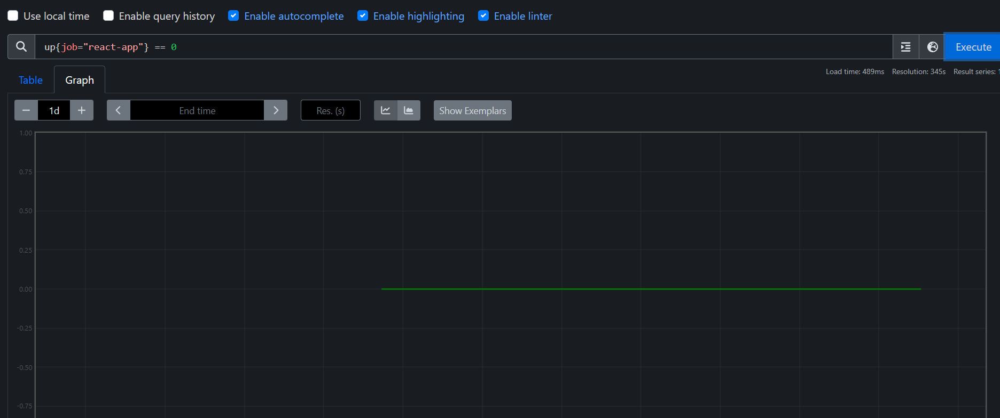 Use local time Enable query history Enable autocomplete Enable highlighting Enable linter
up{job="react-app"} == 0 Execute
Load time: 489ms Resolution: 345s Result series: 1
Table Graph
1d End time Res. (s) Show Exemplars
1.00
0.75
0.50
0.25
0.00
-0.25
-0.50
-0.75